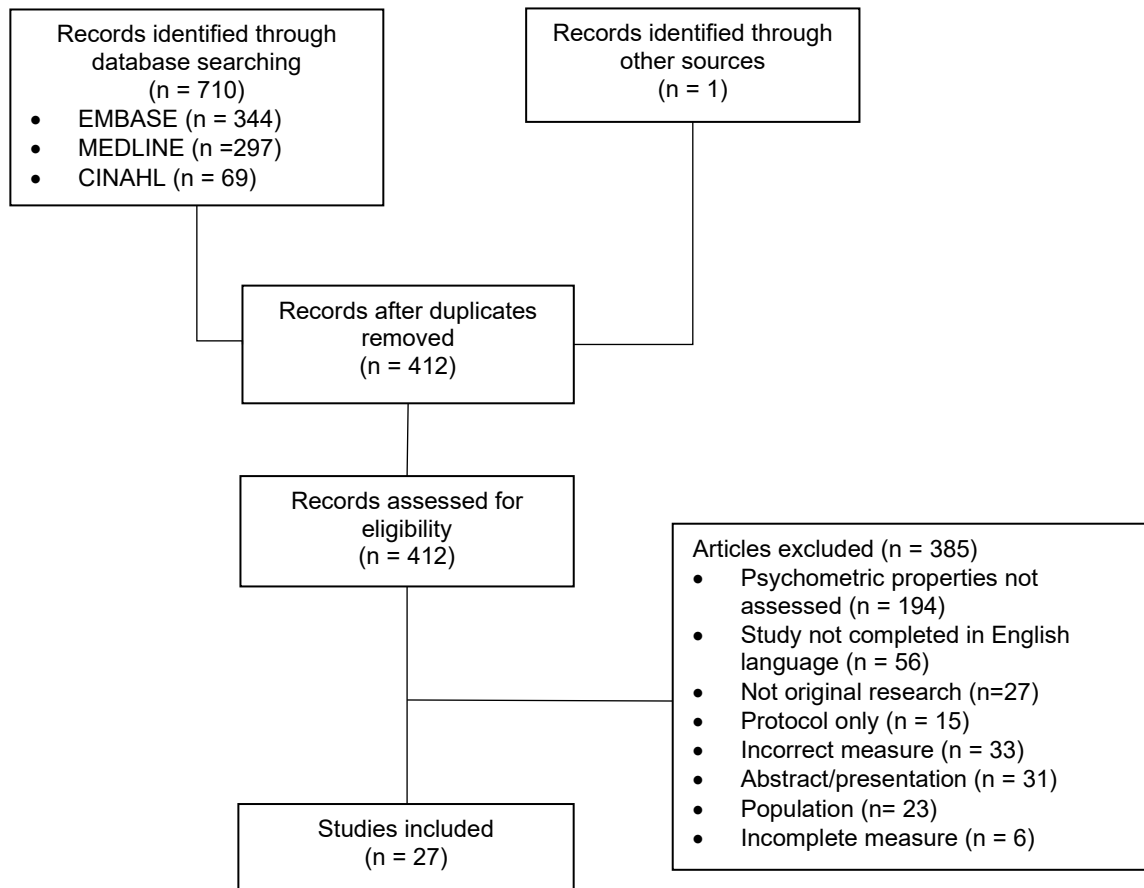 Records identified through
database searching
(n = 710)
• EMBASE (n = 344)
• MEDLINE (n =297)
• CINAHL (n = 69)
Records identified through
other sources
(n = 1)
Records after duplicates
removed
(n = 412)
Records assessed for
eligibility
(n = 412)
Articles excluded (n = 385)
• Psychometric properties not
assessed (n = 194)
• Study not completed in English
language (n = 56)
• Not original research (n=27)
• Protocol only (n = 15)
• Incorrect measure (n = 33)
• Abstract/presentation (n = 31)
• Population (n= 23)
• Incomplete measure (n = 6)
Studies included
(n = 27)